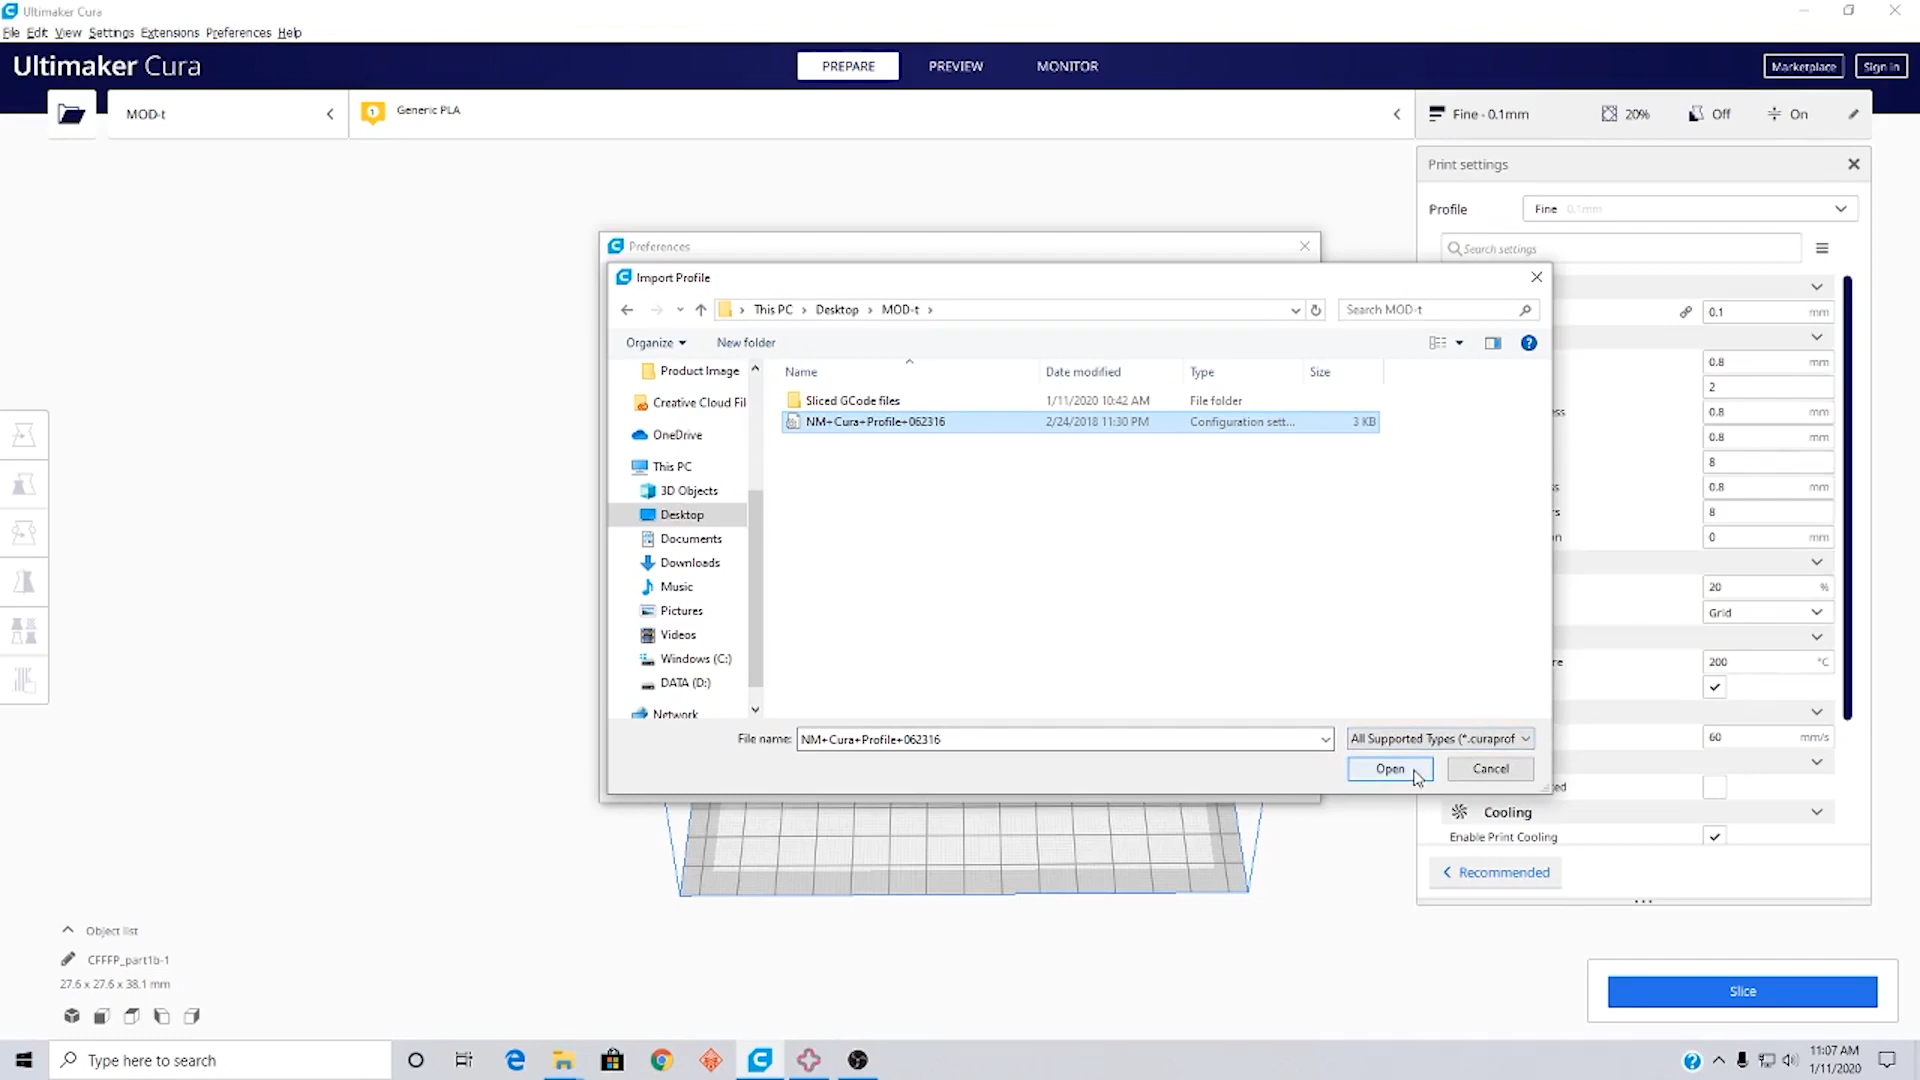 Ultimaker Cura
File Edit View Settings Extensions Preferences Help
Ultimaker Cura
PREPARE
PREVIEW
MONITOR
Marketplace
Sign in
MOD-t
1
Generic PLA
Fine - 0.1mm
20%
Off
On
Print settings
Profile
Fine 0.1mm
Search settings
0.1 mm
0.8 mm
2
0.8 mm
0.8 mm
8
0.8 mm
8
0 mm
20 %
Grid
200 °C
60 mm/s
Cooling
Enable Print Cooling
Recommended
Preferences
Import Profile
This PC > Desktop > MOD-t >
Search MOD-t
Organize
New folder
Name Date modified Type Size
Sliced GCode files 1/11/2020 10:42 AM File folder
NM+Cura+Profile+062316 2/24/2018 11:30 PM Configuration sett... 3 KB
Product Image
Creative Cloud Fil
OneDrive
This PC
3D Objects
Desktop
Documents
Downloads
Music
Pictures
Videos
Windows (C:)
DATA (D:)
Network
File name: NM+Cura+Profile+062316
All Supported Types (*.curaprof
Open
Cancel
Object list
CFFFP_part1b-1
27.6 x 27.6 x 38.1 mm
Slice
Type here to search
11:07 AM
1/11/2020